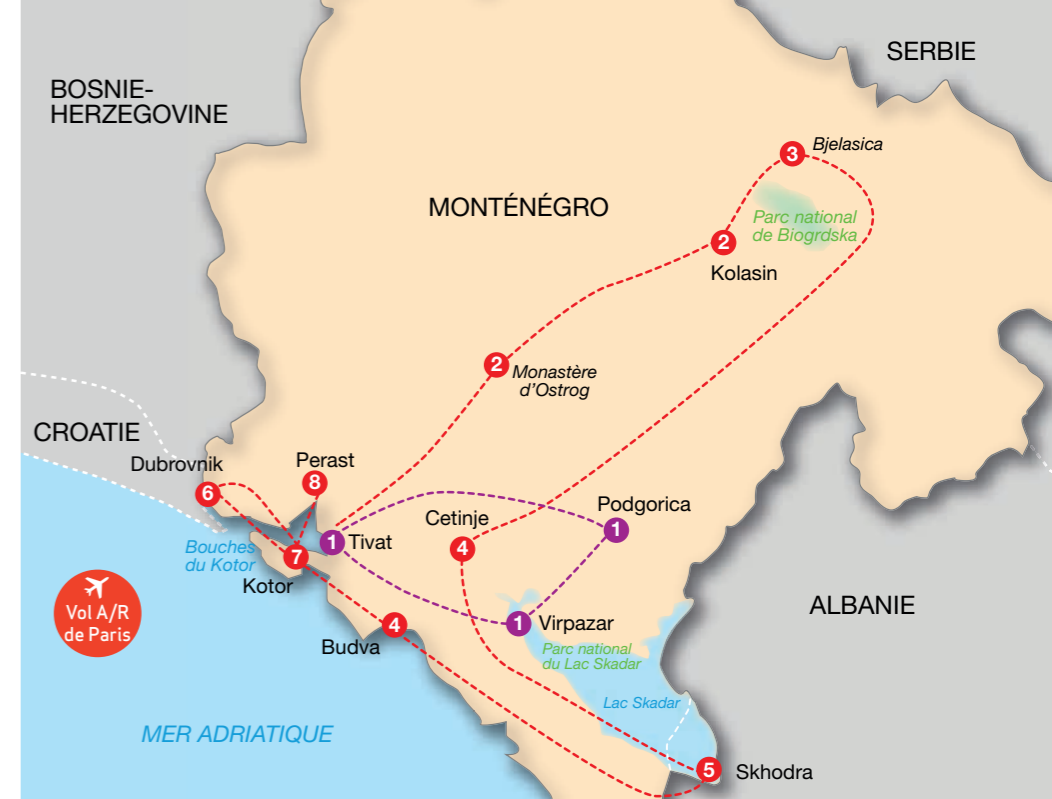 SERBIE
BOSNIE-
HERZEGOVINE
3
Bjelasica
MONTÉNÉGRO
Parc national
de Biogrdska
2
Kolasin
2
Monastère
d'Ostrog
CROATIE
Dubrovnik
6
Perast
8
Podgorica
1
Cetinje
4
1
Tivat
Bouches
du Kotor
7
Kotor
Vol A/R
de Paris
ALBANIE
4
Budva
1
Virpazar
Parc national
du Lac Skadar
Lac Skadar
MER ADRIATIQUE
5
Skhodra